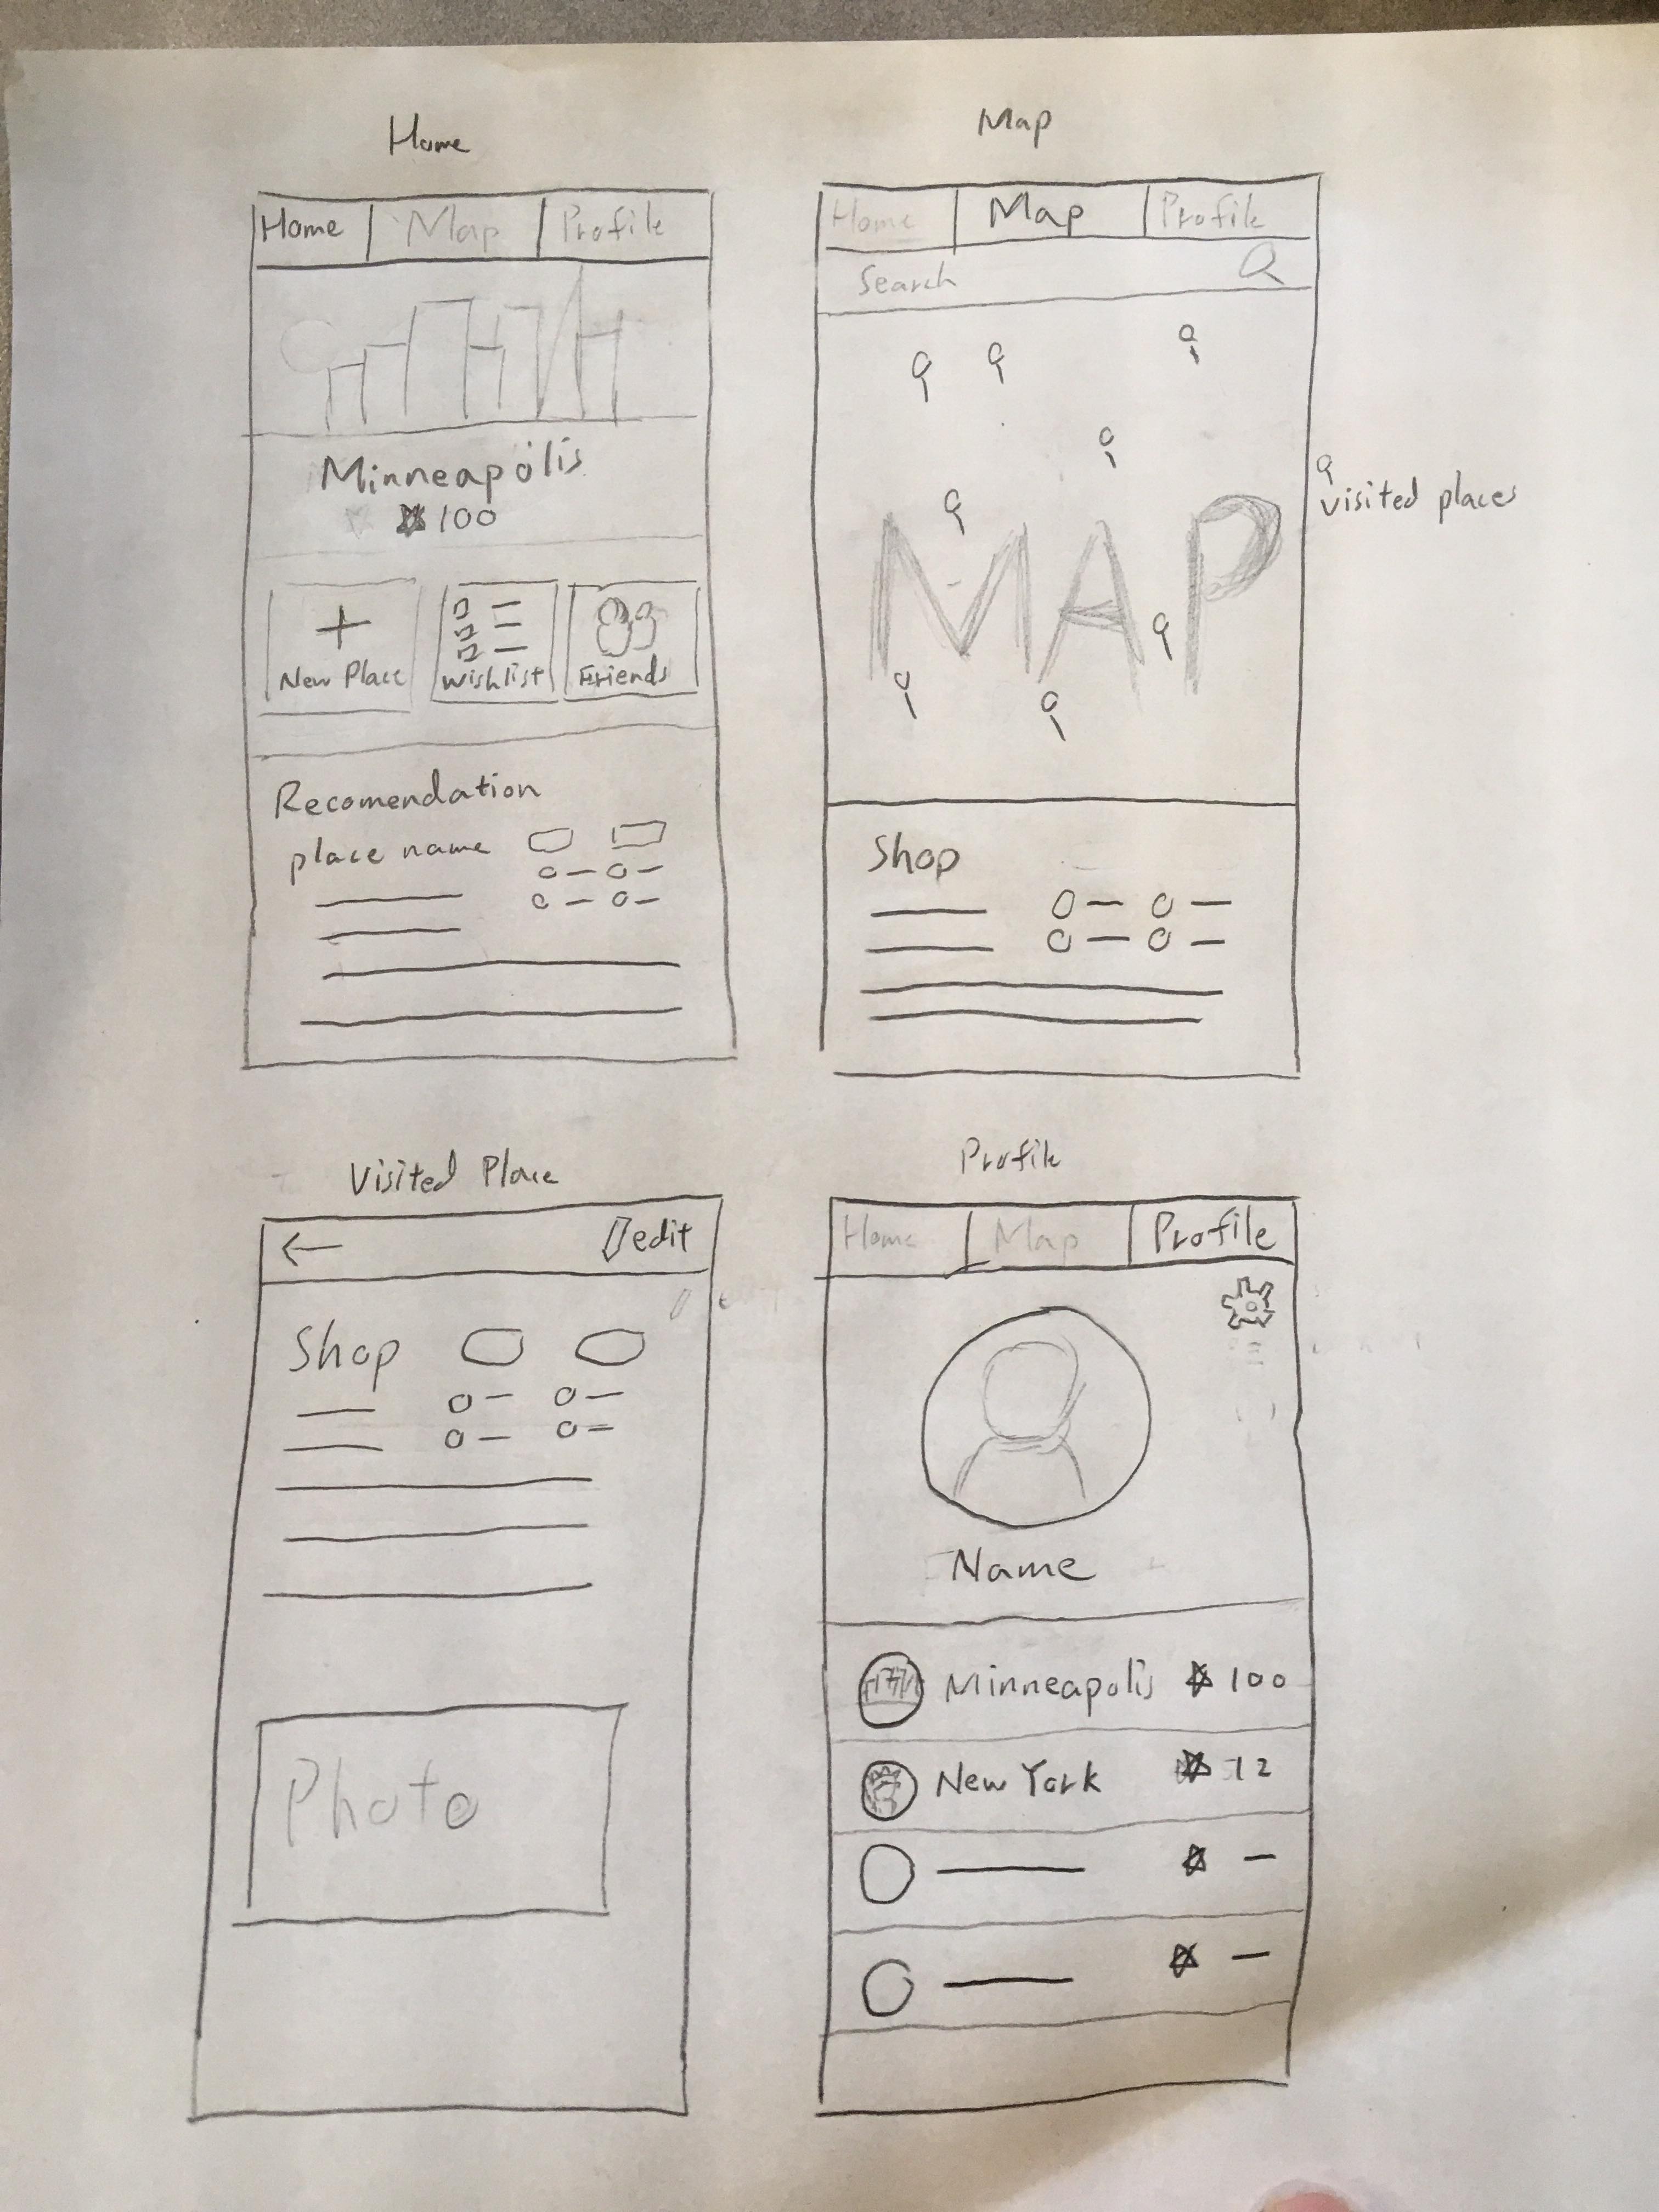 Home
Home Map Profile
Minneapolis
100
New Place
Wishlist
Friends
Recomendation
place name
Map
Home Map Profile
Search
MAP
visited places
Shop
Visited Place
edit
Shop
Photo
Profile
Home Map Profile
Name
Minneapolis 100
New York 12